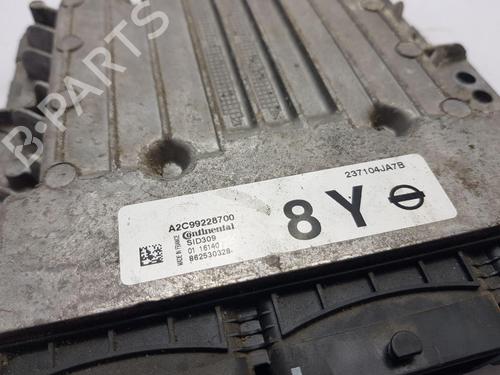 B-PARTS
A2C99228700
Continental
MADE IN FRANCE
SID309
01 16140
862530328-
8Y
237104JA7B